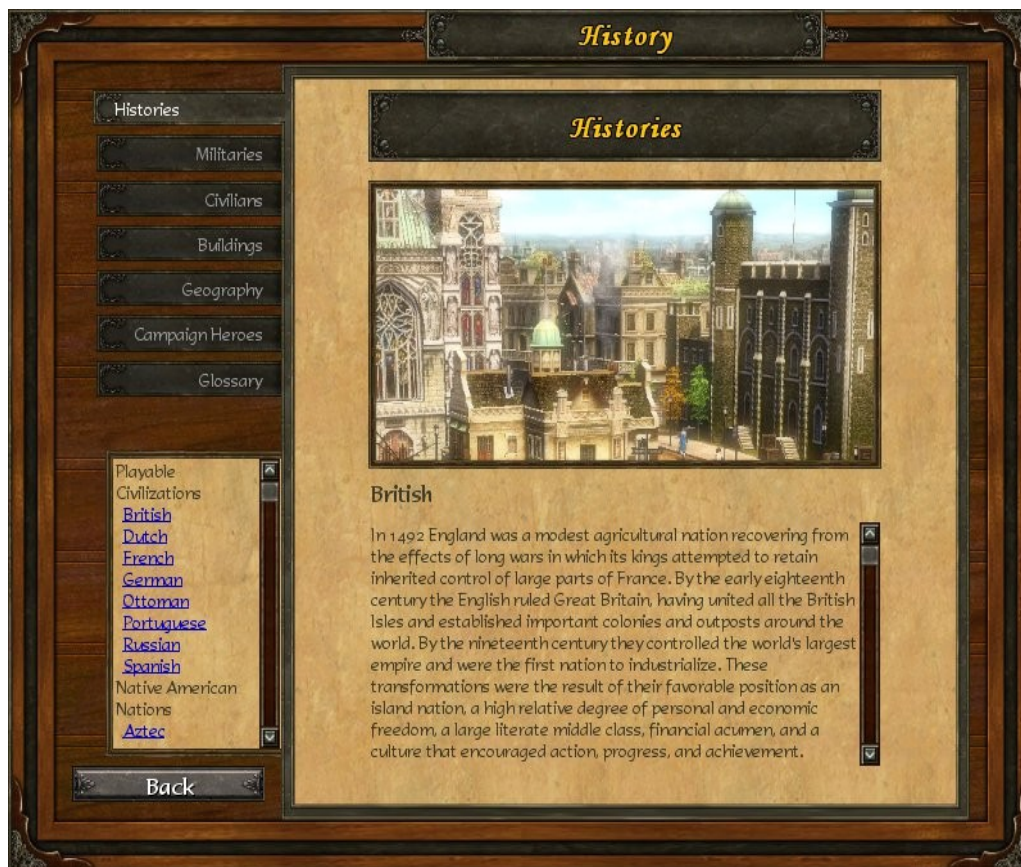 History
Histories
Militaries
Civilians
Buildings
Geography
Campaign Heroes
Glossary
Playable
Civilizations
British
Dutch
French
German
Ottoman
Portuguese
Russian
Spanish
Native American
Nations
Aztec
Back
Histories
British
In 1492 England was a modest agricultural nation recovering from
the effects of long wars in which its kings attempted to retain
inherited control of large parts of France. By the early eighteenth
century the English ruled Great Britain, having united all the British
Isles and established important colonies and outposts around the
world. By the nineteenth century they controlled the world's largest
empire and were the first nation to industrialize. These
transformations were the result of their favorable position as an
island nation, a high relative degree of personal and economic
freedom, a large literate middle class, financial acumen, and a
culture that encouraged action, progress, and achievement.